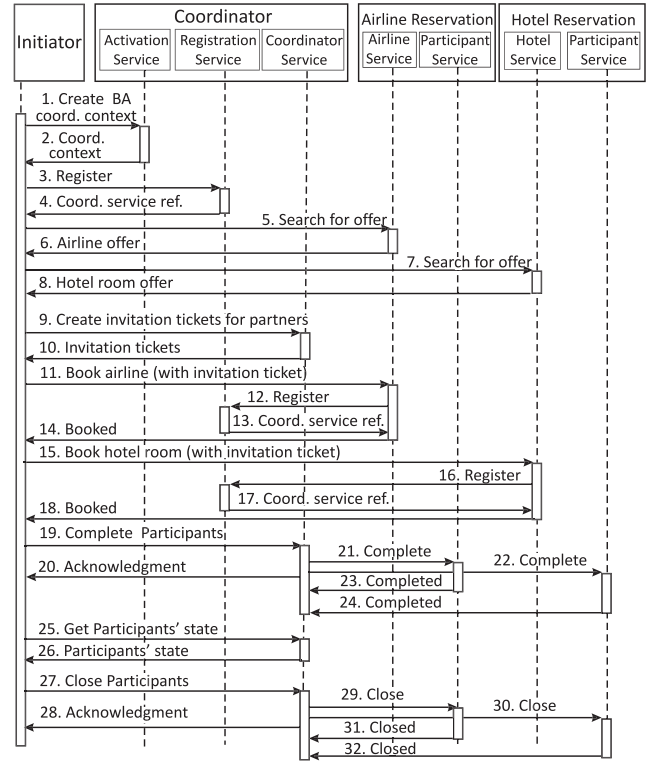 Initiator
Coordinator
Activation
Service
Registration
Service
Coordinator
Service
Airline Reservation
Airline
Service
Participant
Service
Hotel Reservation
Hotel
Service
Participant
Service
1. Create BA
coord. context
2. Coord.
context
3. Register
4. Coord. service ref.
5. Search for offer
6. Airline offer
7. Search for offer
8. Hotel room offer
9. Create invitation tickets for partners
10. Invitation tickets
11. Book airline (with invitation ticket)
12. Register
13. Coord. service ref.
14. Booked
15. Book hotel room (with invitation ticket)
16. Register
17. Coord. service ref.
18. Booked
19. Complete Participants
20. Acknowledgment
21. Complete
22. Complete
23. Completed
24. Completed
25. Get Participants’ state
26. Participants’ state
27. Close Participants
28. Acknowledgment
29. Close
30. Close
31. Closed
32. Closed